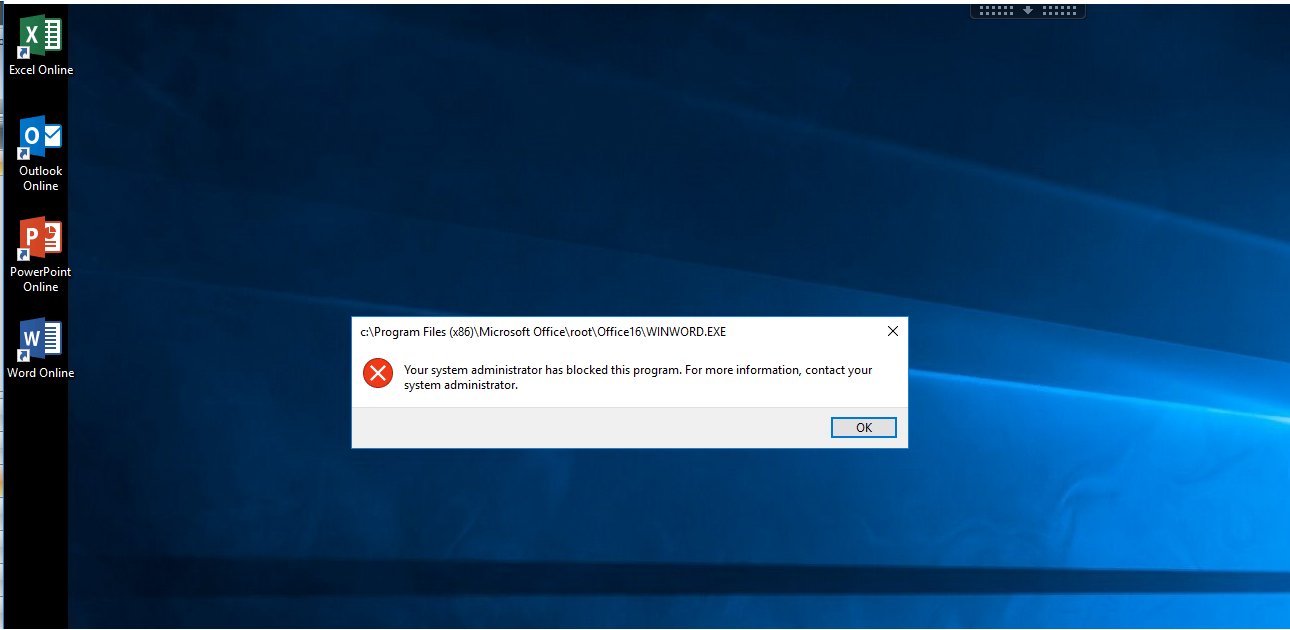 Excel Online
Outlook
Online
PowerPoint
Online
Word Online
c:\Program Files (x86)\Microsoft Office\root\Office16\WINWORD.EXE
Your system administrator has blocked this program. For more information, contact your
system administrator.
OK